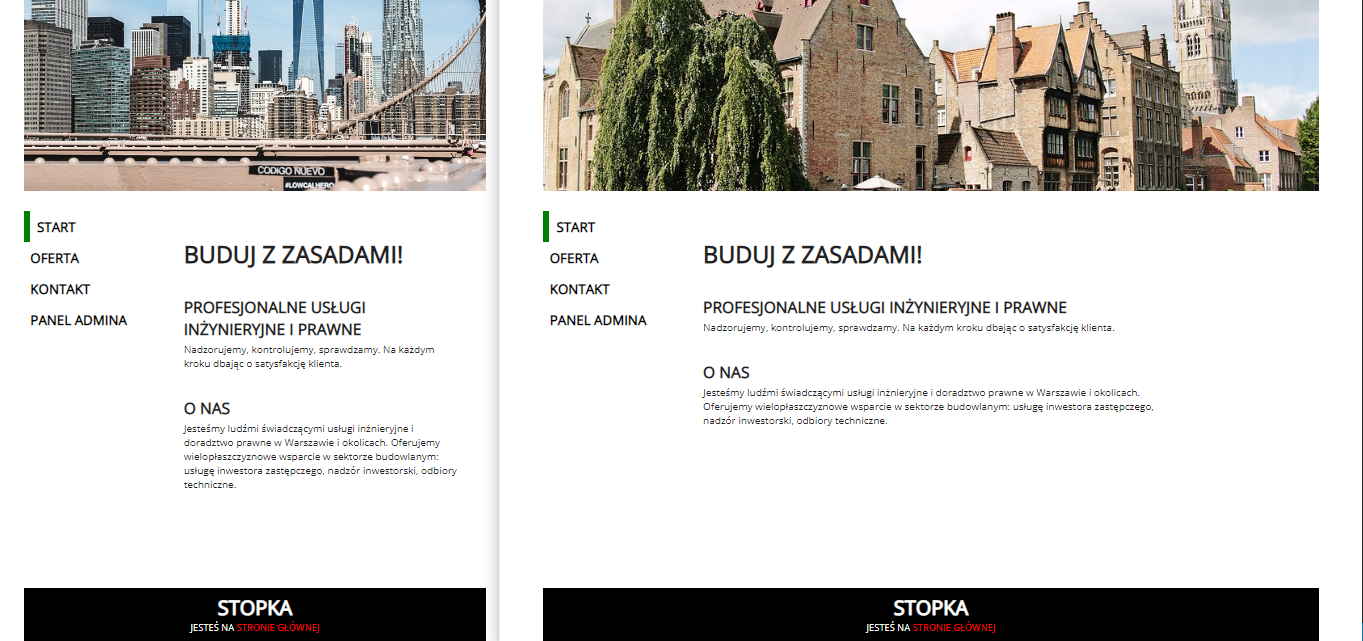 CODIGO NUEVO
#LOWCALHERO
START
OFERTA
KONTAKT
PANEL ADMINA
BUDUJ Z ZASADAMI!
PROFESJONALNE USŁUGI
INŻYNIERYJNE I PRAWNE
Nadzorujemy, kontrolujemy, sprawdzamy. Na każdym
kroku dbając o satysfakcję klienta.
O NAS
Jesteśmy ludźmi świadczącymi usługi inżnieryjne i
doradztwo prawne w Warszawie i okolicach. Oferujemy
wielopłaszczyznowe wsparcie w sektorze budowlanym:
usługę inwestora zastępczego, nadzór inwestorski, odbiory
techniczne.
STOPKA
JESTEŚ NA STRONIE GŁÓWNEJ
START
OFERTA
KONTAKT
PANEL ADMINA
BUDUJ Z ZASADAMI!
PROFESJONALNE USŁUGI INŻYNIERYJNE I PRAWNE
Nadzorujemy, kontrolujemy, sprawdzamy. Na każdym kroku dbając o satysfakcję klienta.
O NAS
Jesteśmy ludźmi świadczącymi usługi inżnieryjne i doradztwo prawne w Warszawie i okolicach.
Oferujemy wielopłaszczyznowe wsparcie w sektorze budowlanym: usługę inwestora zastępczego,
nadzór inwestorski, odbiory techniczne.
STOPKA
JESTEŚ NA STRONIE GŁÓWNEJ